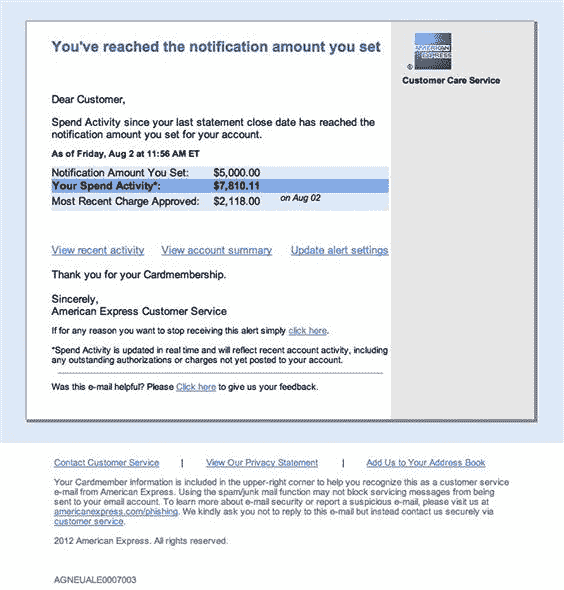 You've reached the notification amount you set
AMERICAN
EXPRESS
®
Customer Care Service
Dear Customer,
Spend Activity since your last statement close date has reached the
notification amount you set for your account.
As of Friday, Aug 2 at 11:56 AM ET
Notification Amount You Set: $5,000.00
Your Spend Activity*: $7,810.11
Most Recent Charge Approved: $2,118.00 on Aug 02
View recent activity View account summary Update alert settings
Thank you for your Cardmembership.
Sincerely,
American Express Customer Service
If for any reason you want to stop receiving this alert simply click here.
*Spend Activity is updated in real time and will reflect recent account activity, including
any outstanding authorizations or charges not yet posted to your account.
Was this e-mail helpful? Please Click here to give us your feedback.
Contact Customer Service | View Our Privacy Statement | Add Us to Your Address Book
Your Cardmember information is included in the upper-right corner to help you recognize this as a customer service
e-mail from American Express. Using the spam/junk mail function may not block servicing messages from being
sent to your email account. To learn more about e-mail security or report a suspicious e-mail, please visit us at
americanexpress.com/phishing. We kindly ask you not to reply to this e-mail but instead contact us securely via
customer service.
2012 American Express. All rights reserved.
AGNEUALE0007003